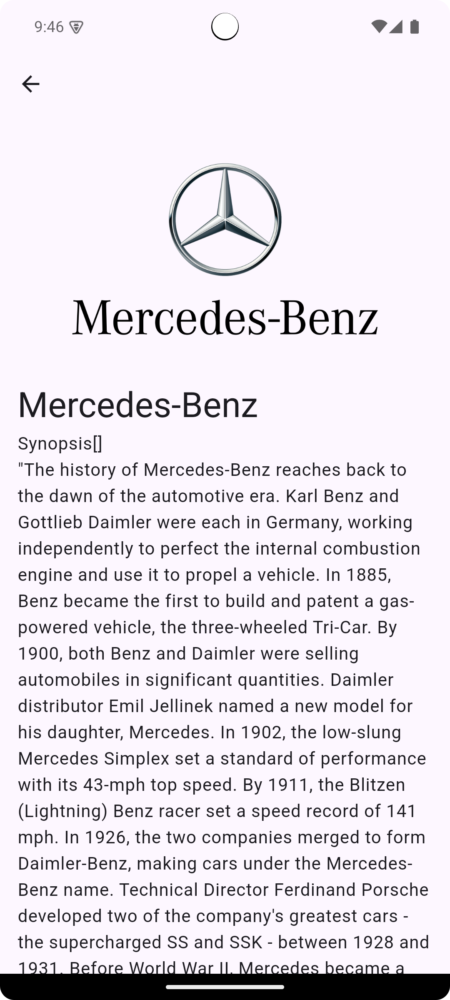 9:46
Mercedes-Benz
Mercedes-Benz
Synopsis[]
"The history of Mercedes-Benz reaches back to
the dawn of the automotive era. Karl Benz and
Gottlieb Daimler were each in Germany, working
independently to perfect the internal combustion
engine and use it to propel a vehicle. In 1885,
Benz became the first to build and patent a gas-
powered vehicle, the three-wheeled Tri-Car. By
1900, both Benz and Daimler were selling
automobiles in significant quantities. Daimler
distributor Emil Jellinek named a new model for
his daughter, Mercedes. In 1902, the low-slung
Mercedes Simplex set a standard of performance
with its 43-mph top speed. By 1911, the Blitzen
(Lightning) Benz racer set a speed record of 141
mph. In 1926, the two companies merged to form
Daimler-Benz, making cars under the Mercedes-
Benz name. Technical Director Ferdinand Porsche
developed two of the company's greatest cars -
the supercharged SS and SSK - between 1928 and
1931. Before World War II, Mercedes became a